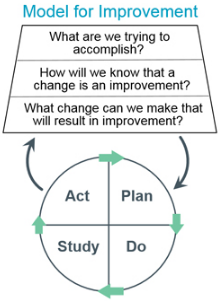 Model for Improvement
What are we trying to
accomplish?
How will we know that a
change is an improvement?
What change can we make that
will result in improvement?
Act
Plan
Study
Do